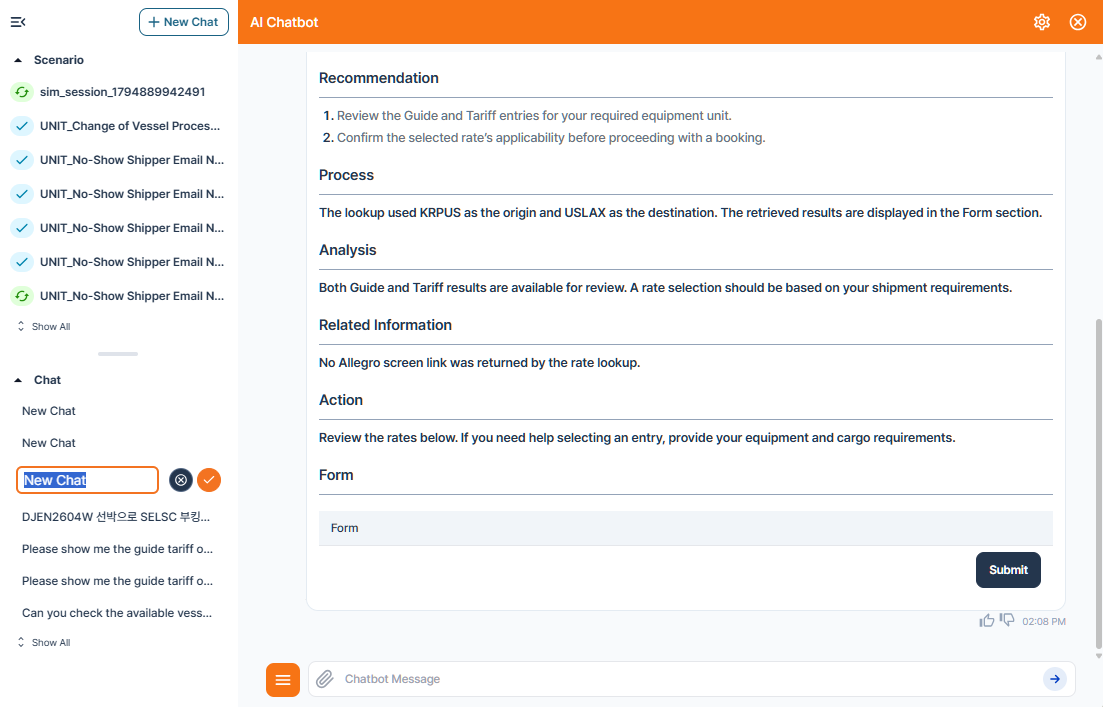 New Chat
Scenario
sim_session_1794889942491
UNIT_Change of Vessel Proces...
UNIT_No-Show Shipper Email N...
UNIT_No-Show Shipper Email N...
UNIT_No-Show Shipper Email N...
UNIT_No-Show Shipper Email N...
UNIT_No-Show Shipper Email N...
Show All
Chat
New Chat
New Chat
New Chat
DJEN2604W 선박으로 SELSC 부킹...
Please show me the guide tariff o...
Please show me the guide tariff o...
Can you check the available vess...
Show All
AI Chatbot
Recommendation
1. Review the Guide and Tariff entries for your required equipment unit.
2. Confirm the selected rate’s applicability before proceeding with a booking.
Process
The lookup used KRPUS as the origin and USLAX as the destination. The retrieved results are displayed in the Form section.
Analysis
Both Guide and Tariff results are available for review. A rate selection should be based on your shipment requirements.
Related Information
No Allegro screen link was returned by the rate lookup.
Action
Review the rates below. If you need help selecting an entry, provide your equipment and cargo requirements.
Form
Form
Submit
02:08 PM
Chatbot Message